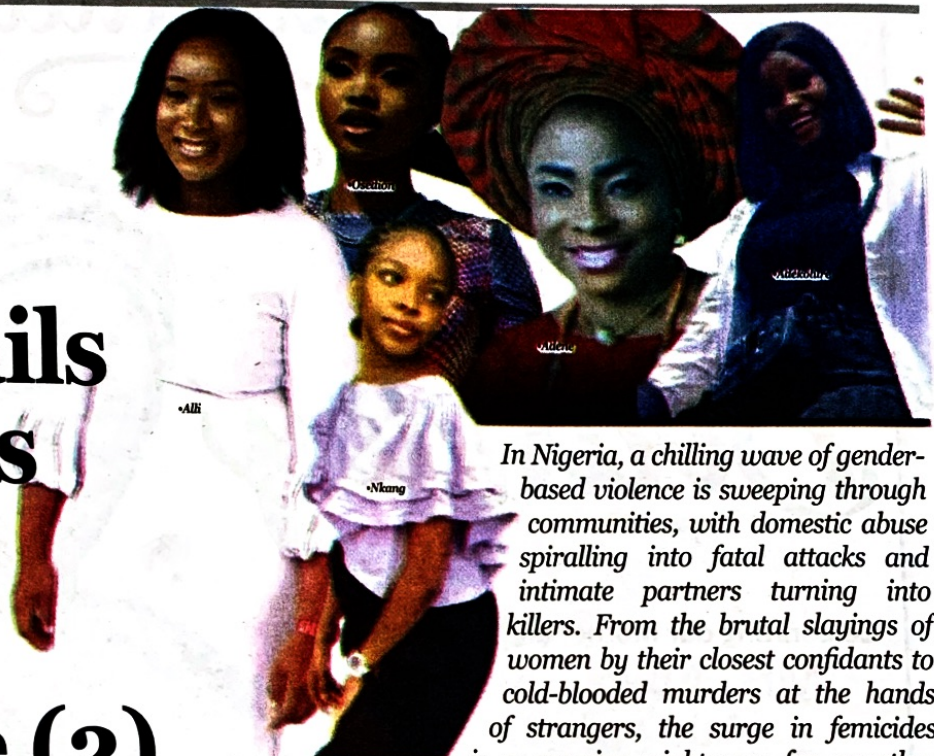 •Osedion
ils
•Alli
s
•Nkang
In Nigeria, a chilling wave of gender-
based violence is sweeping through
communities, with domestic abuse
spiralling into fatal attacks and
intimate partners turning into
killers. From the brutal slayings of
women by their closest confidants to
cold-blooded murders at the hands
of strangers, the surge in femicides